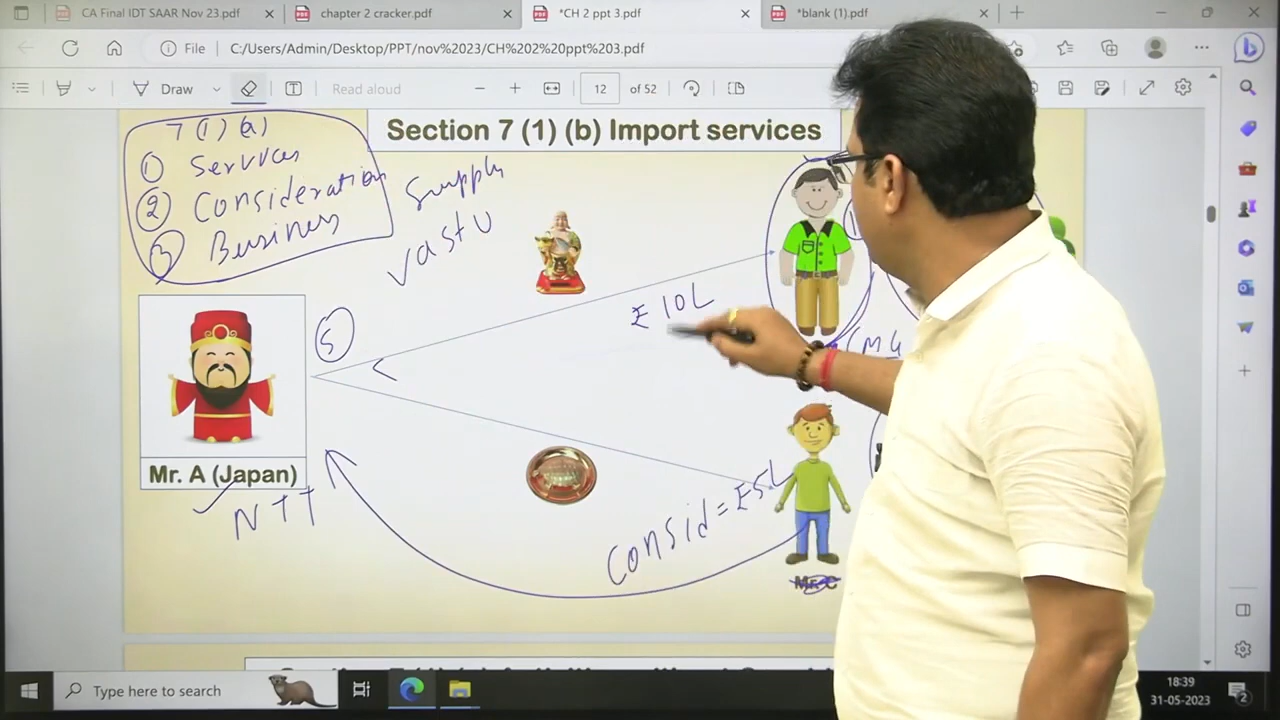 CA Final IDT SAAR Nov 23.pdf
chapter 2 cracker.pdf
*CH 2 ppt 3.pdf
*blank (1).pdf
File
C:/Users/Admin/Desktop/PPT/nov%2023/CH%202%20ppt%203.pdf
Draw
Read aloud
12 of 52
7 (1) (a)
Section 7 (1) (b) Import services
1 Services
2 Consideration
3 Business
Vastu
5
₹ 10L
Mr. A (Japan)
NTT
Consid = ₹5L
Mr. C
Type here to search
18:39
31-05-2023
2